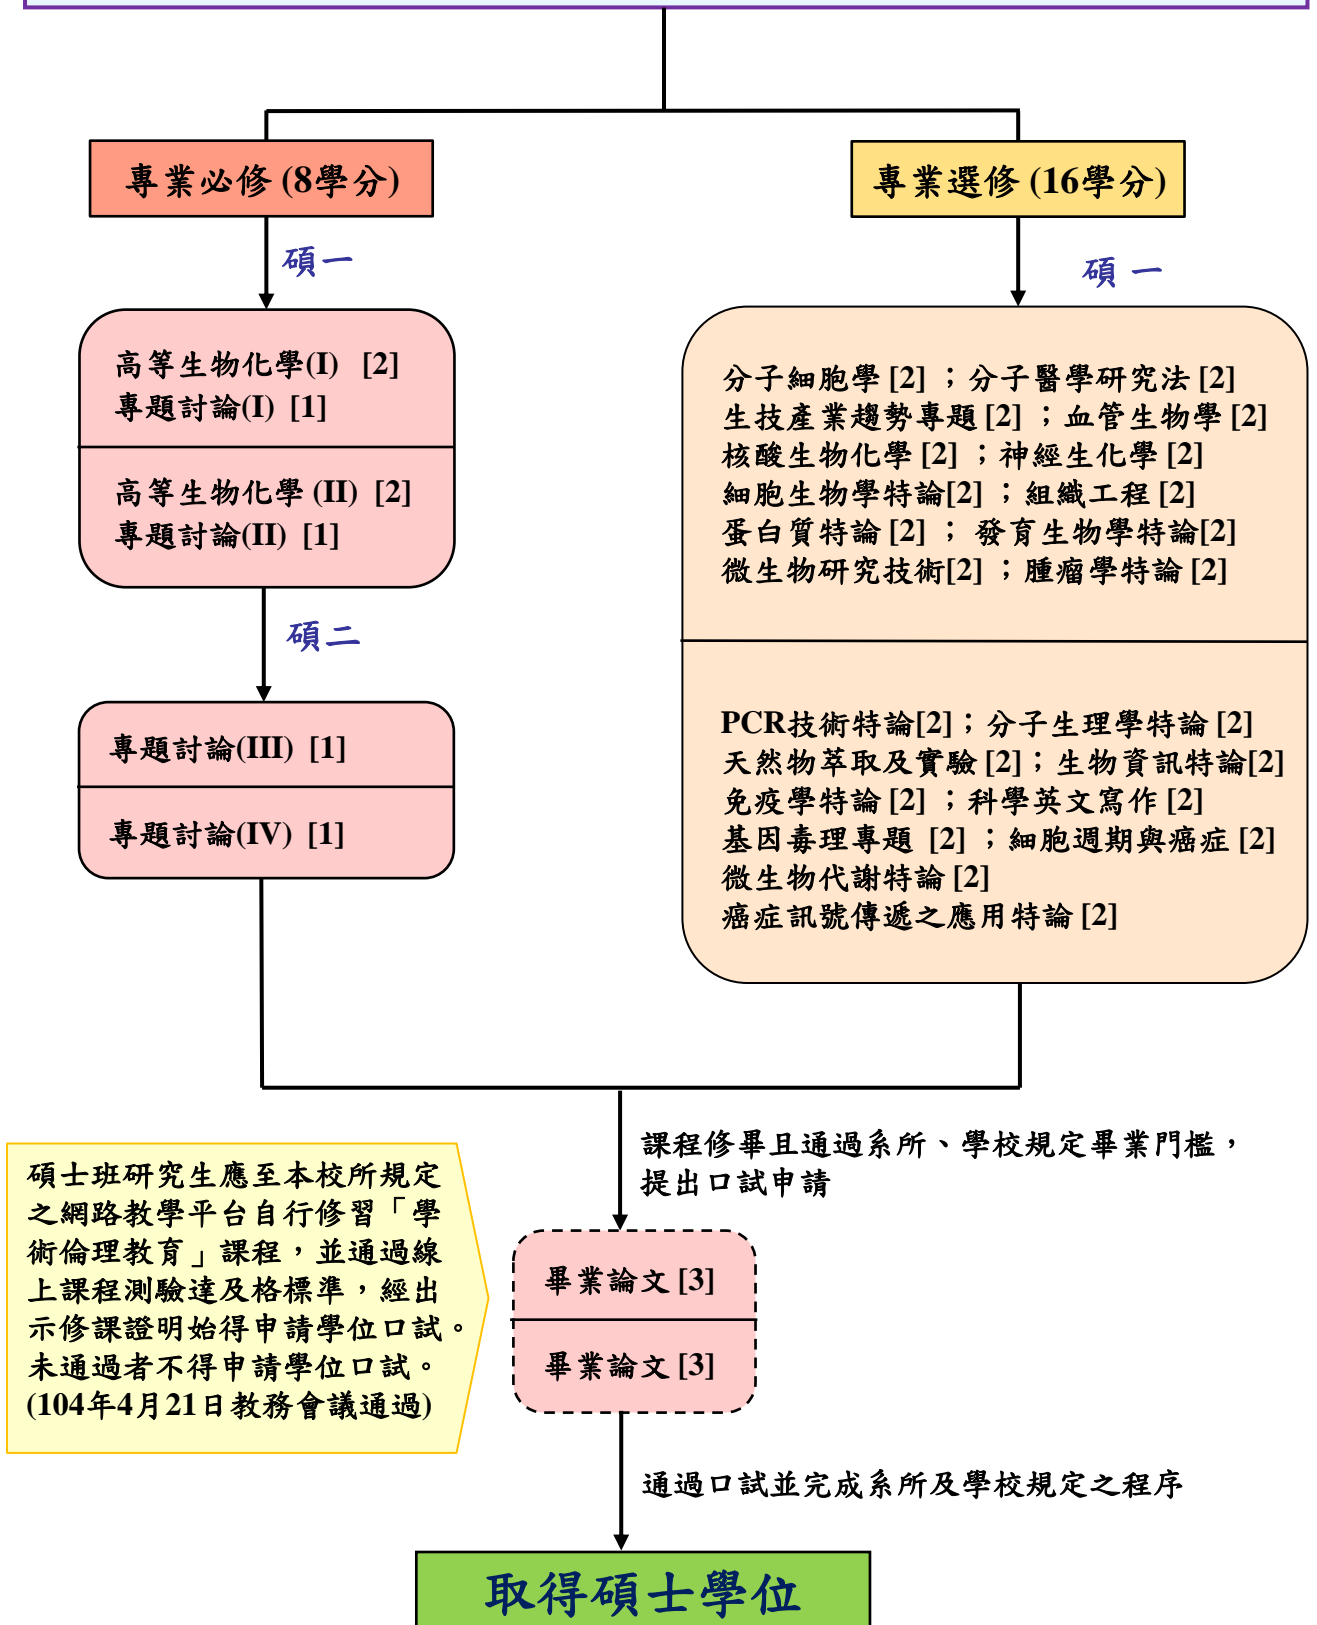 專業必修 (8學分)
碩一
高等生物化學(I) [2]
專題討論(I) [1]
高等生物化學 (II) [2]
專題討論(II) [1]
碩二
專題討論(III) [1]
專題討論(IV) [1]
專業選修 (16學分)
碩 一
分子細胞學 [2] ；分子醫學研究法 [2]
生技產業趨勢專題 [2] ；血管生物學 [2]
核酸生物化學 [2] ；神經生化學 [2]
細胞生物學特論[2] ；組織工程 [2]
蛋白質特論 [2] ； 發育生物學特論[2]
微生物研究技術[2] ；腫瘤學特論 [2]
PCR技術特論[2]；分子生理學特論 [2]
天然物萃取及實驗 [2]；生物資訊特論[2]
免疫學特論 [2] ；科學英文寫作 [2]
基因毒理專題 [2] ；細胞週期與癌症 [2]
微生物代謝特論 [2]
癌症訊號傳遞之應用特論 [2]
課程修畢且通過系所、學校規定畢業門檻，
提出口試申請
碩士班研究生應至本校所規定
之網路教學平台自行修習「學
術倫理教育」課程，並通過線
上課程測驗達及格標準，經出
示修課證明始得申請學位口試。
未通過者不得申請學位口試。
(104年4月21日教務會議通過)
畢業論文 [3]
畢業論文 [3]
通過口試並完成系所及學校規定之程序
取得碩士學位